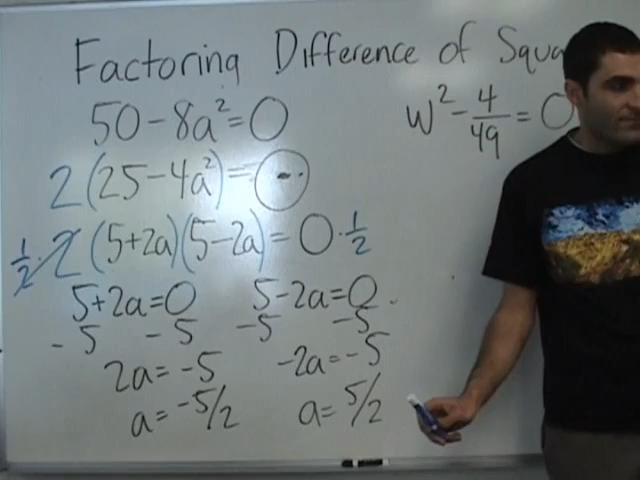 Factoring Difference of Squa
50 - 8a² = 0
w² - 4/49 = 0
2(25 - 4a²) =
1/2 · 2(5+2a)(5-2a) = 0 · 1/2
5+2a=0 5-2a=0
-5 -5 -5 -5
2a = -5 -2a = -5
a = -5/2 a = 5/2